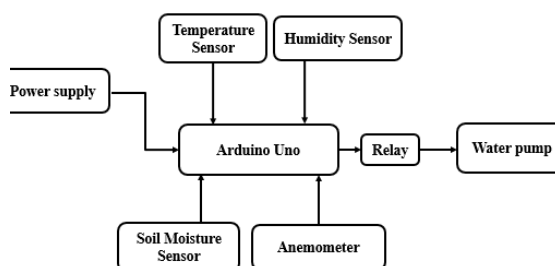 Temperature
Sensor
Humidity Sensor
Power supply
Arduino Uno
Relay
Water pump
Soil Moisture
Sensor
Anemometer